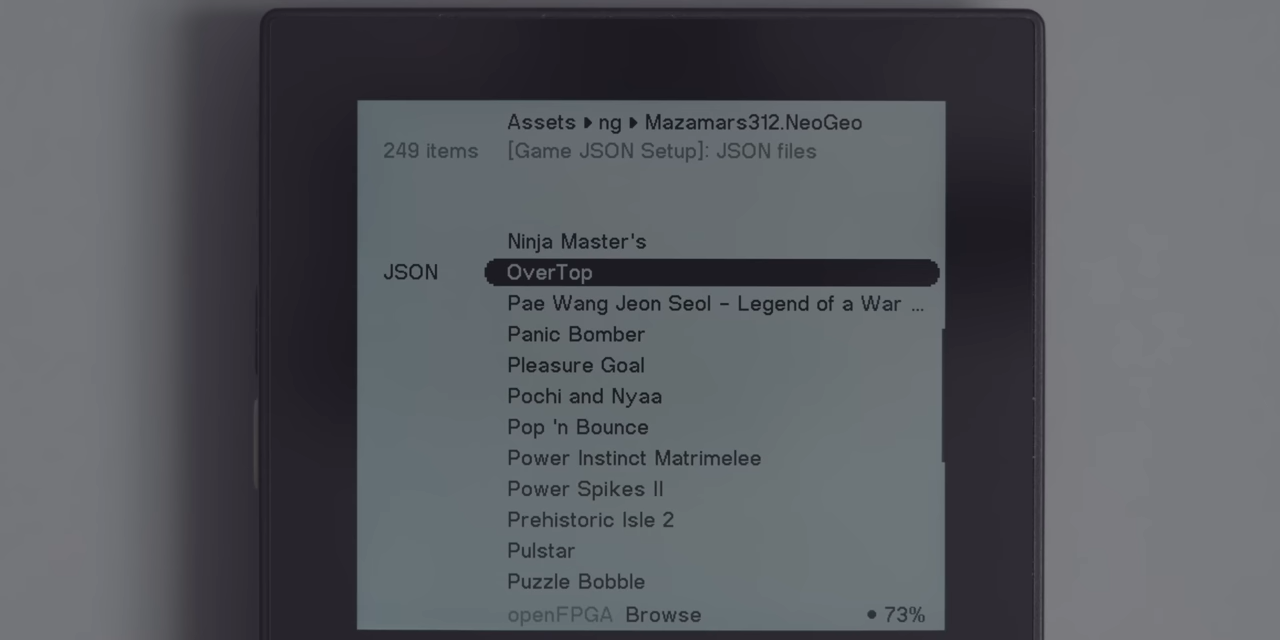 Assets ▸ ng ▸ Mazamars312.NeoGeo
249 items [Game JSON Setup]: JSON files
Ninja Master's
JSON OverTop
Pae Wang Jeon Seol - Legend of a War ...
Panic Bomber
Pleasure Goal
Pochi and Nyaa
Pop 'n Bounce
Power Instinct Matrimelee
Power Spikes II
Prehistoric Isle 2
Pulstar
Puzzle Bobble
openFPGA Browse • 73%